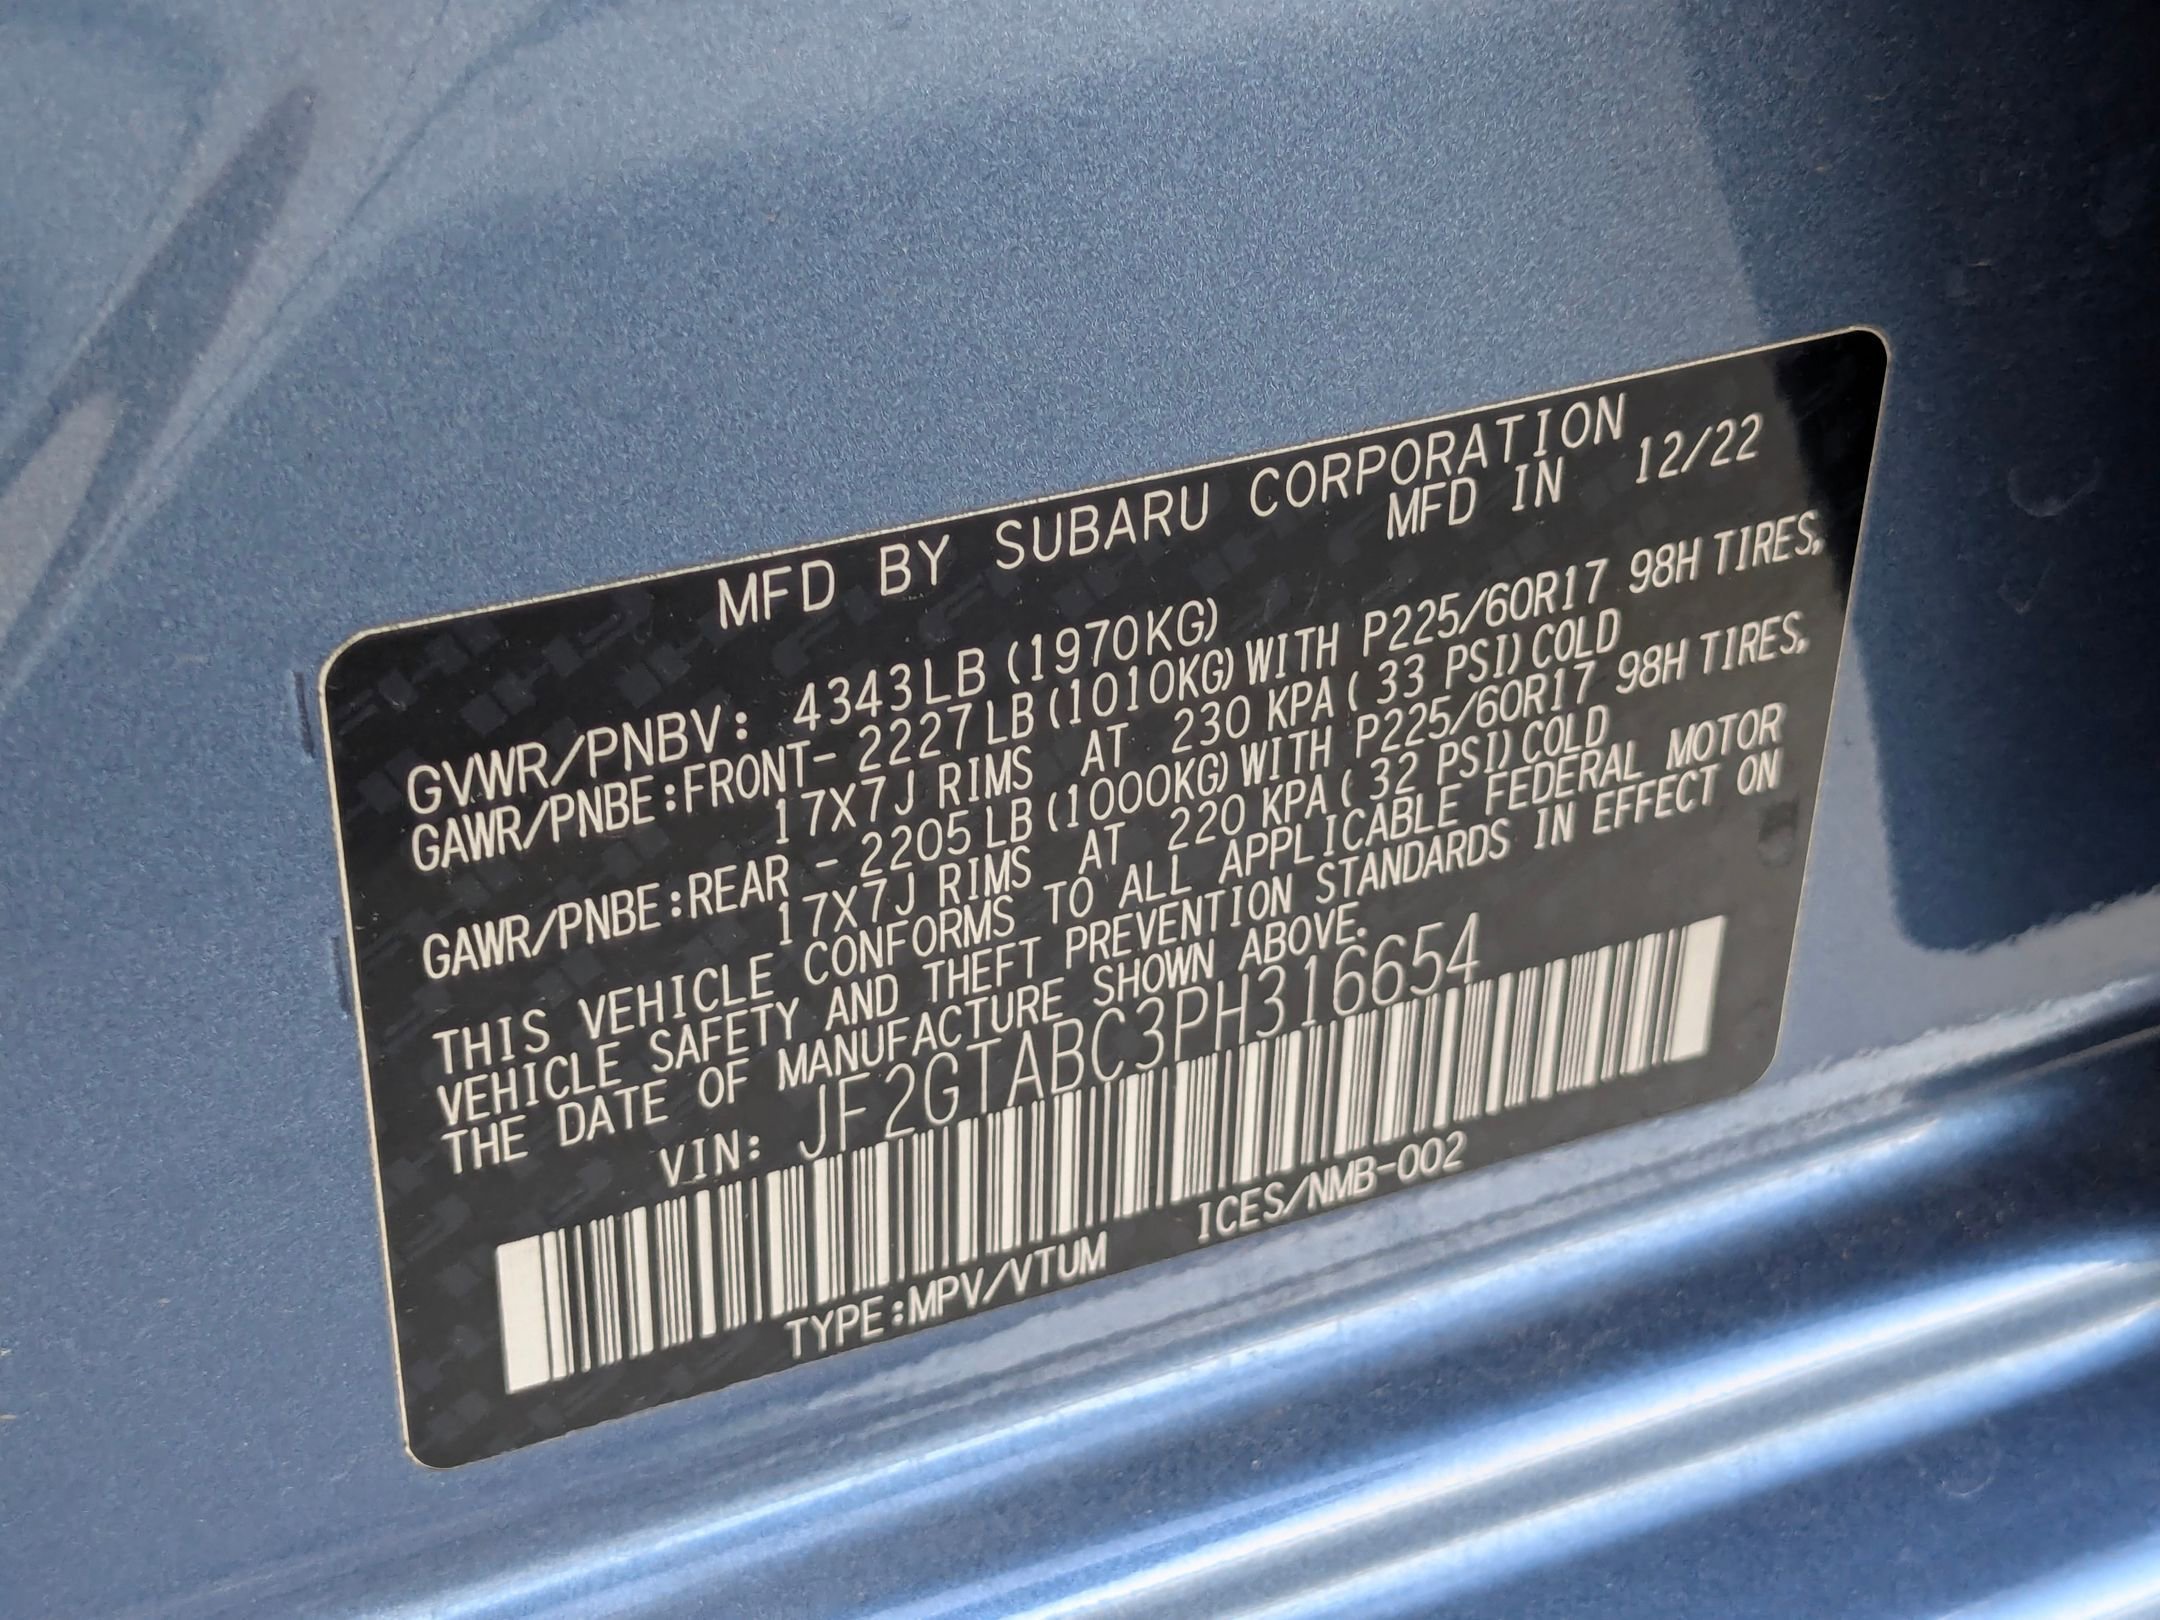 MFD BY SUBARU CORPORATION
MFD IN 12/22
GVWR/PNBV: 4343LB(1970KG)
GAWR/PNBE:FRONT-2227LB(1010KG)WITH P225/60R17 98H TIRES,
17X7J RIMS AT 230 KPA( 33 PSI)COLD
GAWR/PNBE:REAR -2205LB(1000KG)WITH P225/60R17 98H TIRES,
17X7J RIMS AT 220 KPA( 32 PSI)COLD
THIS VEHICLE CONFORMS TO ALL APPLICABLE FEDERAL MOTOR
VEHICLE SAFETY AND THEFT PREVENTION STANDARDS IN EFFECT ON
THE DATE OF MANUFACTURE SHOWN ABOVE.
VIN: JF2GTABC3PH316654
TYPE:MPV/VTUM ICES/NMB-002